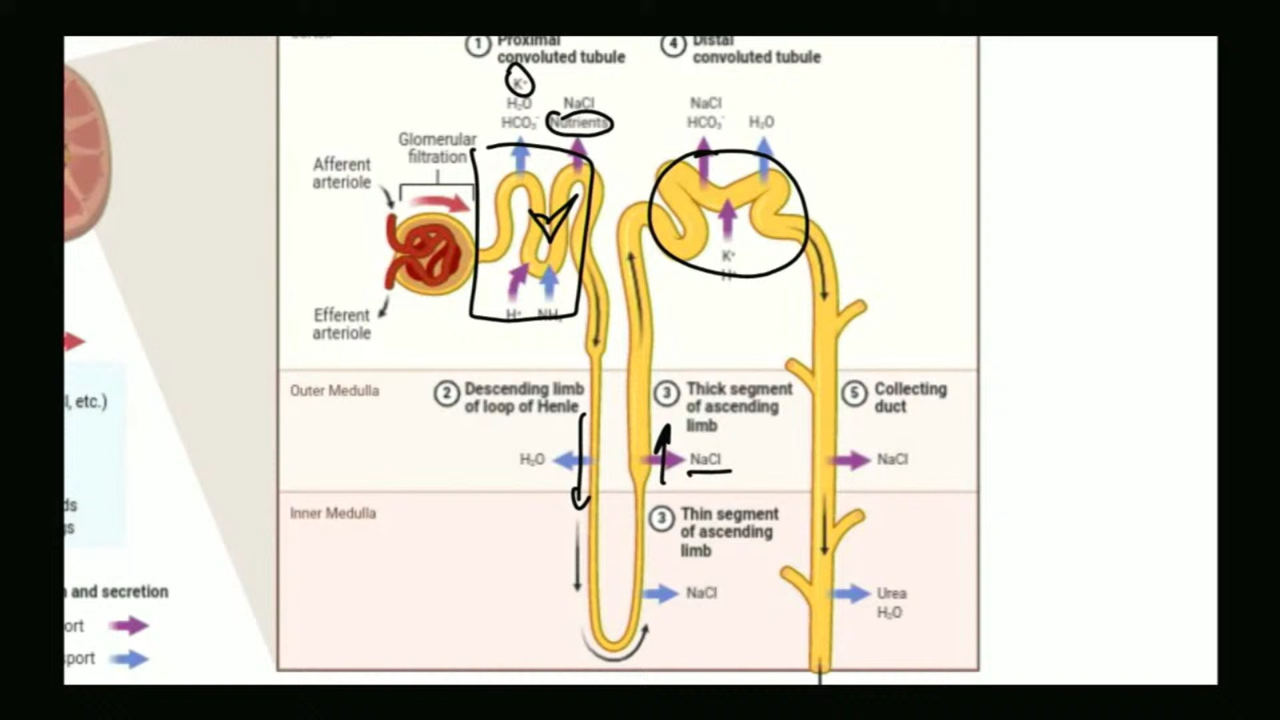 1 Proximal
convoluted tubule
4 Distal
convoluted tubule
K+
H₂O
HCO₃⁻
NaCl
Nutrients
NaCl
HCO₃⁻
H₂O
Glomerular
filtration
Afferent
arteriole
Efferent
arteriole
H+
K+
H+
Outer Medulla
2 Descending limb
of loop of Henle
3 Thick segment
of ascending
limb
5 Collecting
duct
H₂O
NaCl
NaCl
Inner Medulla
3 Thin segment
of ascending
limb
NaCl
Urea
H₂O
l, etc.)
ds
gs
n and secretion
ort
sport